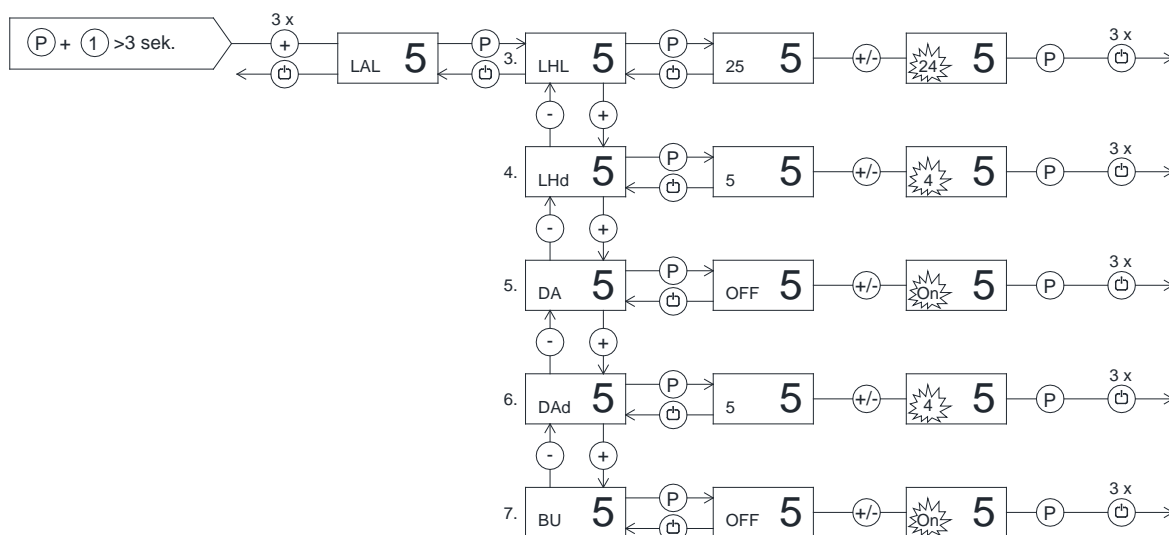 3 x
P + 1 >3 sek. + LAL 5 P 3. LHL 5 P 25 5 +/- 24 5 P 3 x
- +
4. LHd 5 P 5 5 +/- 4 5 P 3 x
- +
5. DA 5 P OFF 5 +/- On 5 P 3 x
- +
6. DAd 5 P 5 5 +/- 4 5 P 3 x
- +
7. BU 5 P OFF 5 +/- On 5 P 3 x